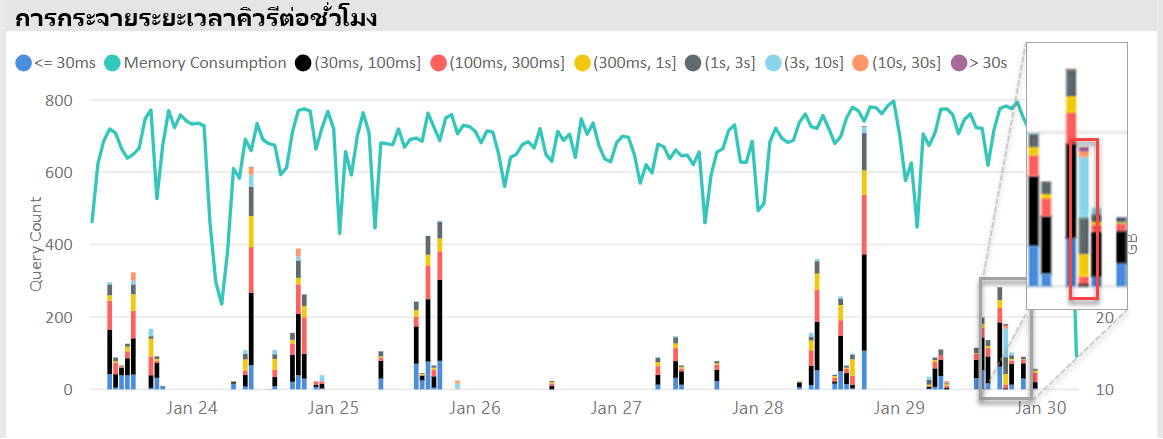 การกระจายระยะเวลาคิวรีต่อชั่วโมง
<= 30ms Memory Consumption (30ms, 100ms] (100ms, 300ms] (300ms, 1s] (1s, 3s] (3s, 10s] (10s, 30s] > 30s
800
600
400
200
0
Query Count
GB
20
10
Jan 24 Jan 25 Jan 26 Jan 27 Jan 28 Jan 29 Jan 30